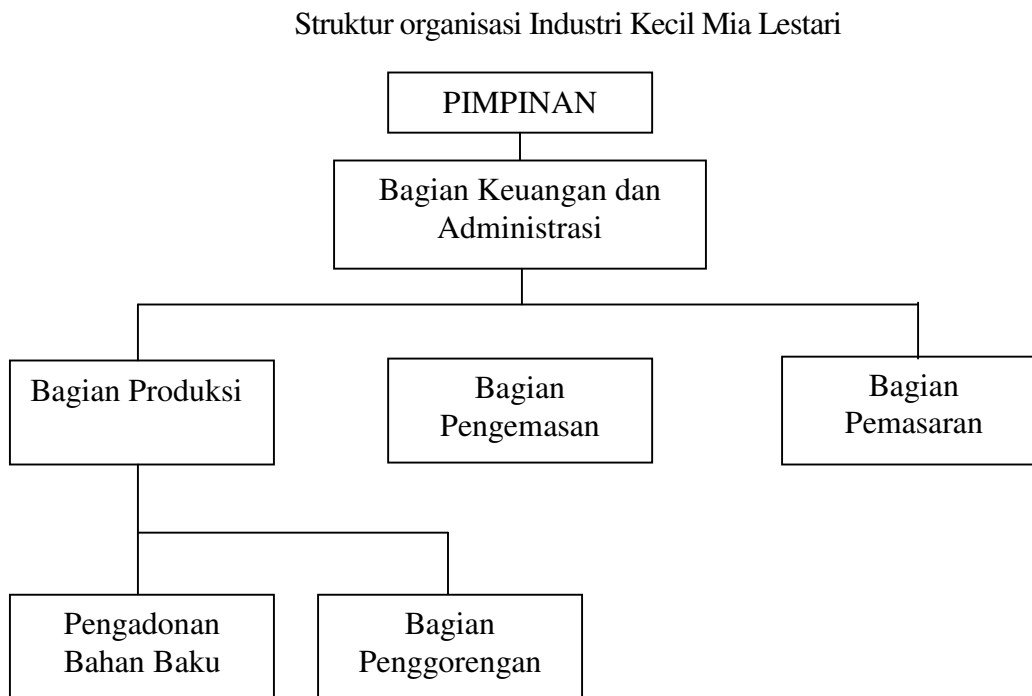 Struktur organisasi Industri Kecil Mia Lestari
PIMPINAN
Bagian Keuangan dan
Administrasi
Bagian Produksi
Bagian
Pengemasan
Bagian
Pemasaran
Pengadonan
Bahan Baku
Bagian
Penggorengan